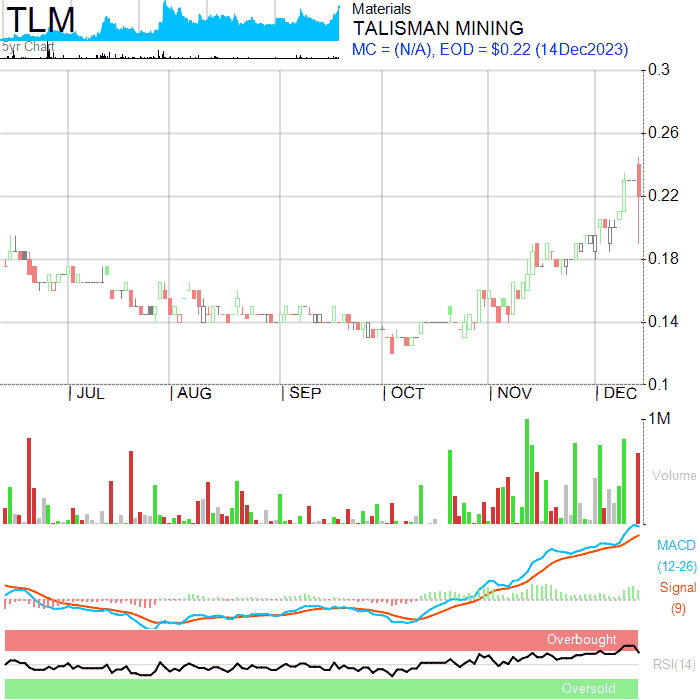 TLM
5yr Chart
Materials
TALISMAN MINING
MC = (N/A), EOD = $0.22 (14Dec2023)
0.3
0.26
0.22
0.18
0.14
0.1
JUL AUG SEP OCT NOV DEC
1M
Volume
MACD
(12-26)
Signal
(9)
Overbought
RSI(14)
Oversold